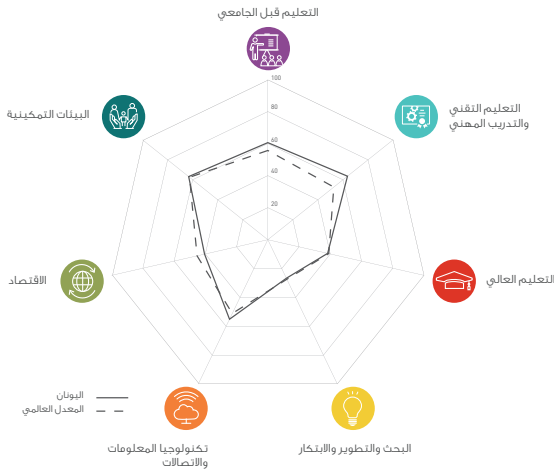 التعليم قبل الجامعي
100
80
60
40
20
التعليم التقني
والتدريب المهني
البيئات التمكينية
التعليم العالي
الاقتصاد
اليونان
المعدل العالمي
البحث والتطوير والابتكار
تكنولوجيا المعلومات
والاتصالات